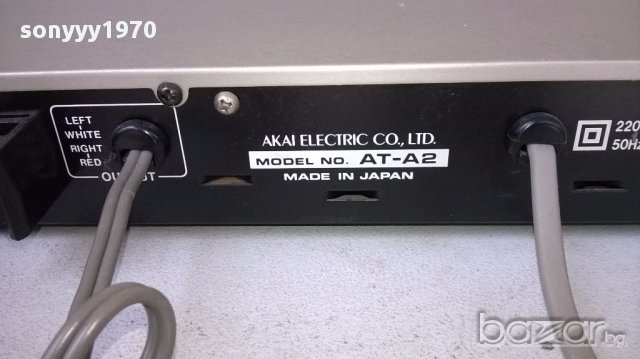 sonyyy1970
LEFT
WHITE
RIGHT
RED
OUTPUT
AKAI ELECTRIC CO., LTD.
MODEL NO. AT-A2
MADE IN JAPAN
220
50Hz
bazar.bg